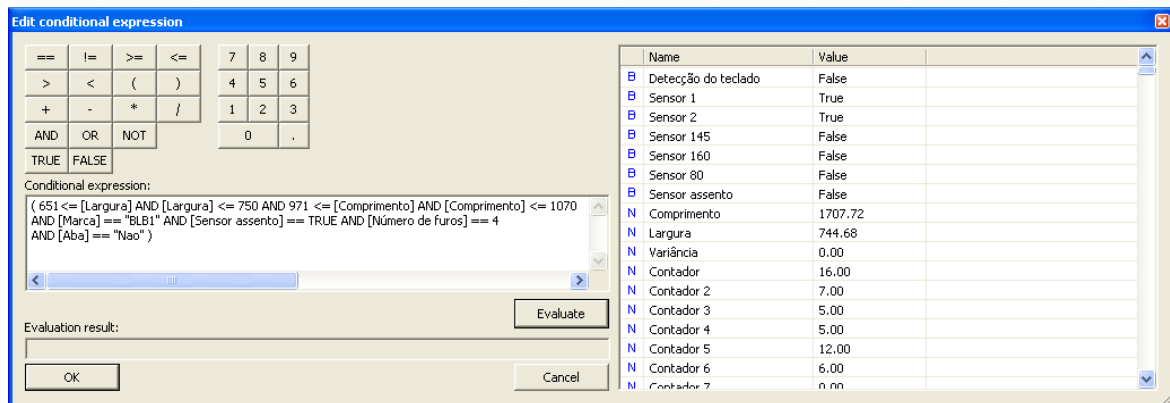 Edit conditional expression
== != >= <= 7 8 9
> < ( ) 4 5 6
+ - * / 1 2 3
AND OR NOT 0 .
TRUE FALSE
Conditional expression:
( 651<= [Largura] AND [Largura] <= 750 AND 971 <= [Comprimento] AND [Comprimento] <= 1070
AND [Marca] == "BLB1" AND [Sensor assento] == TRUE AND [Número de furos] == 4
AND [Aba] == "Nao" )
Evaluate
Evaluation result:
OK Cancel
Name Value
B Detecção do teclado False
B Sensor 1 True
B Sensor 2 True
B Sensor 145 False
B Sensor 160 False
B Sensor 80 False
B Sensor assento False
N Comprimento 1707.72
N Largura 744.68
N Variância 0.00
N Contador 16.00
N Contador 2 7.00
N Contador 3 5.00
N Contador 4 5.00
N Contador 5 12.00
N Contador 6 6.00
N Contador 7 0.00